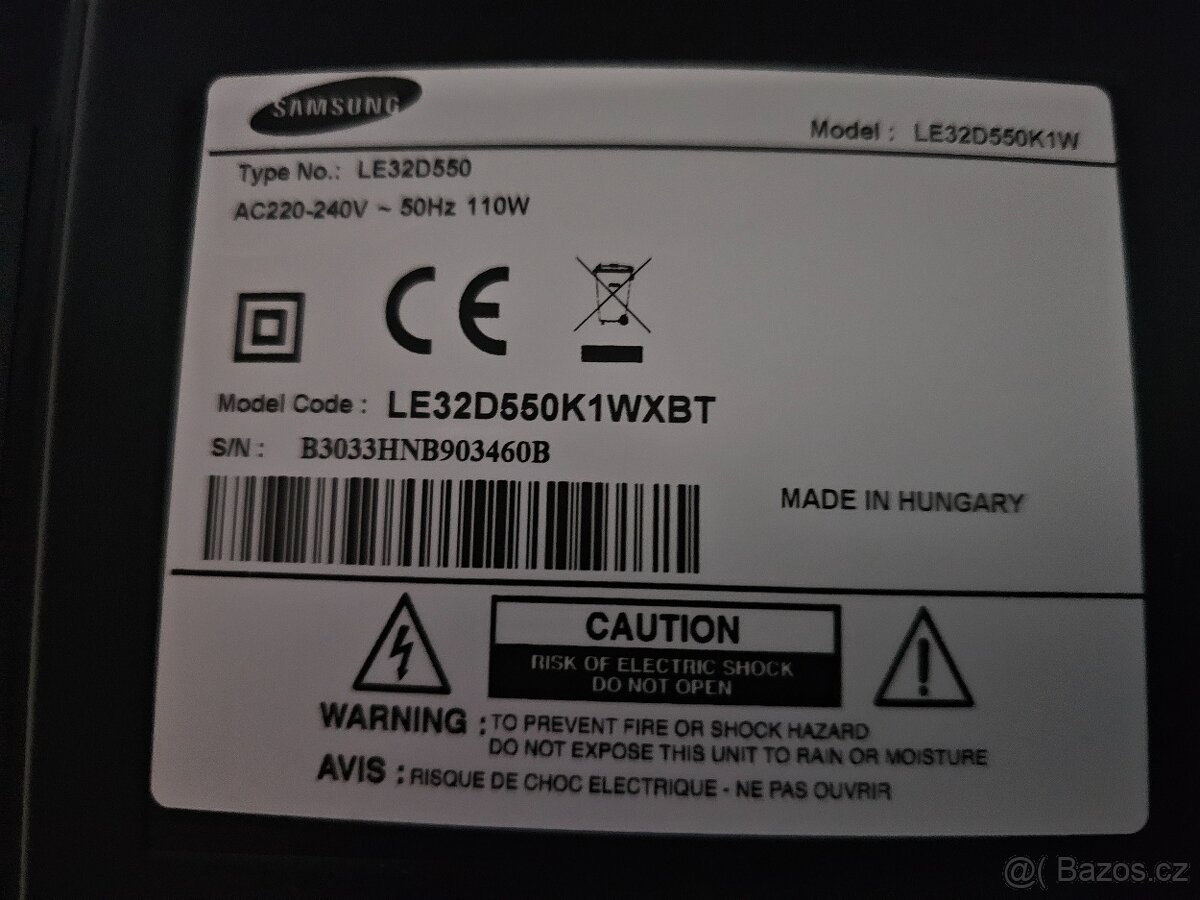 SAMSUNG
Model : LE32D550K1W
Type No.: LE32D550
AC220-240V ~ 50Hz 110W
CE
Model Code : LE32D550K1WXBT
S/N : B3033HNB903460B
MADE IN HUNGARY
CAUTION
RISK OF ELECTRIC SHOCK
DO NOT OPEN
WARNING : TO PREVENT FIRE OR SHOCK HAZARD
DO NOT EXPOSE THIS UNIT TO RAIN OR MOISTURE
AVIS : RISQUE DE CHOC ELECTRIQUE - NE PAS OUVRIR
@( Bazos.cz